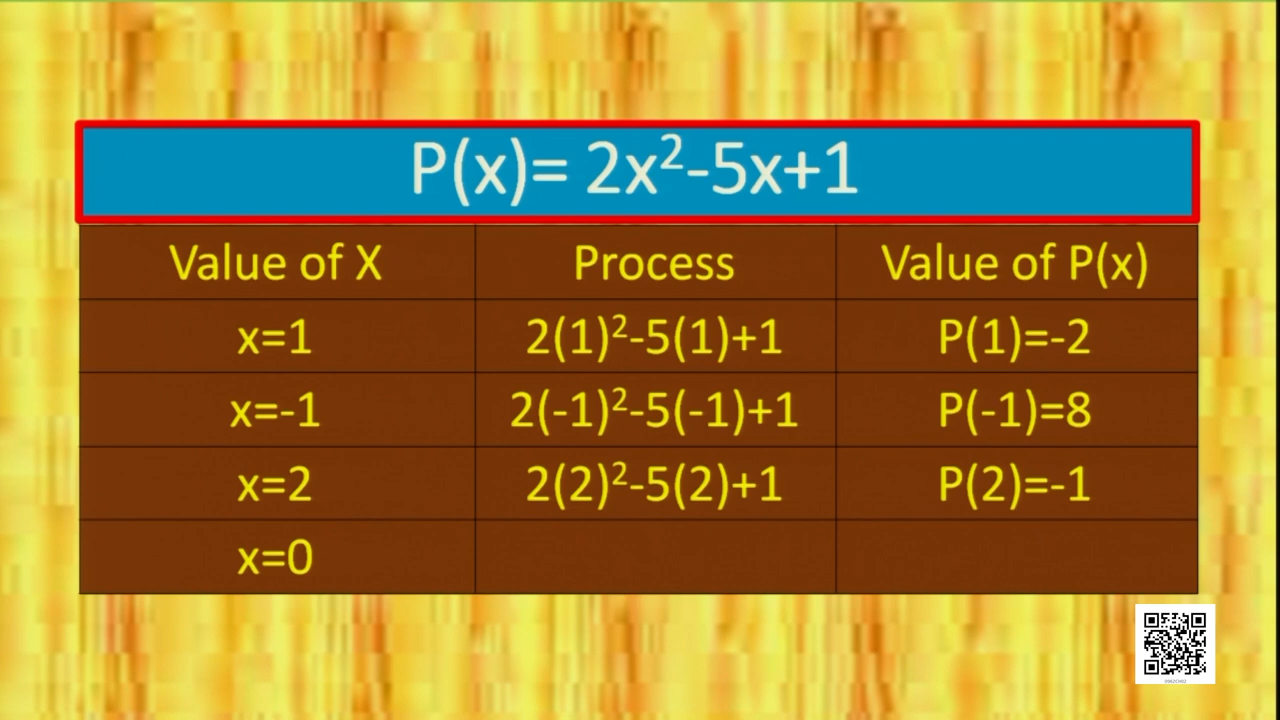 P(x)= 2x²-5x+1
Value of X Process Value of P(x)
x=1 2(1)²-5(1)+1 P(1)=-2
x=-1 2(-1)²-5(-1)+1 P(-1)=8
x=2 2(2)²-5(2)+1 P(2)=-1
x=0